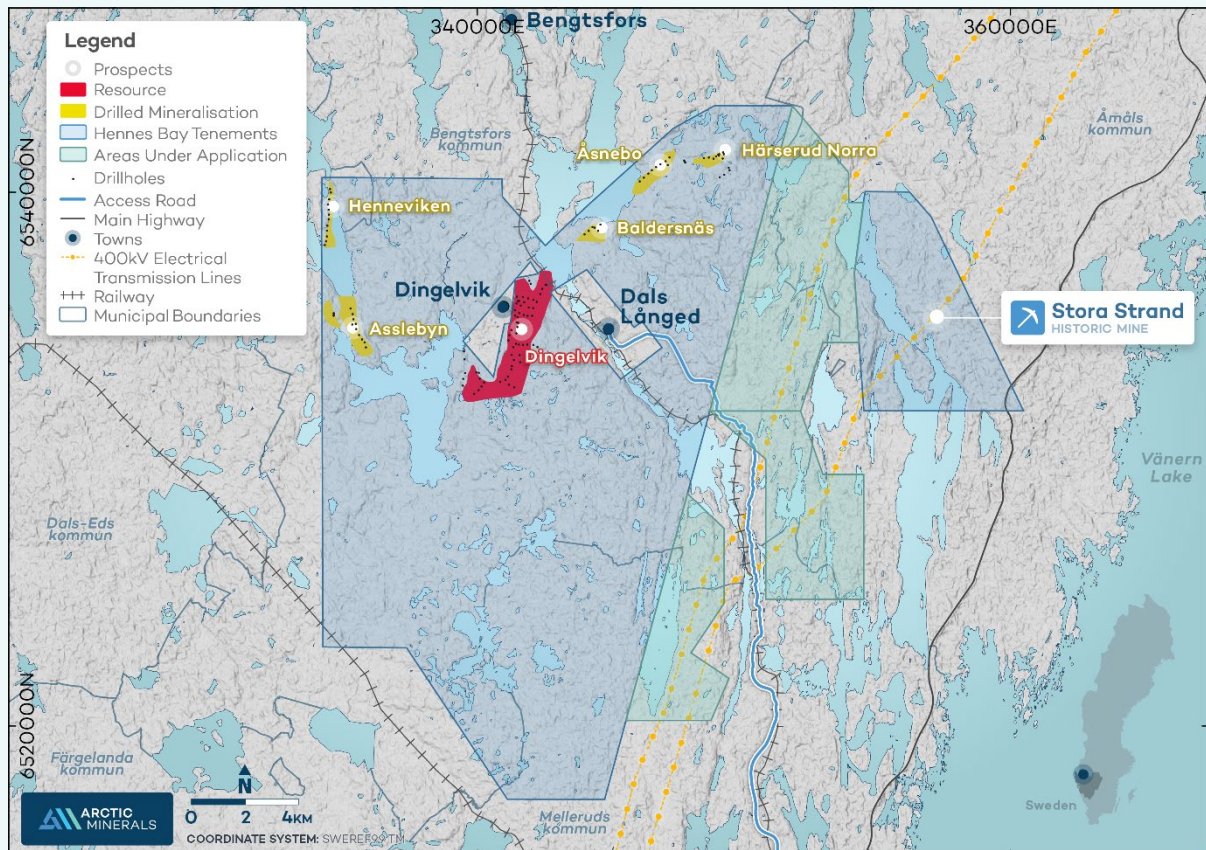 Bengtsfors
340000E
360000E
Legend
Prospects
Resource
Drilled Mineralisation
Hennes Bay Tenements
Areas Under Application
Drillholes
Access Road
Main Highway
Towns
400kV Electrical
Transmission Lines
Railway
Municipal Boundaries
Bengtsfors
kommun
Åmåls
kommun
Åsnebo
Härserud Norra
6540000N
Henneviken
Baldersnäs
Dingelvik
Dals
Långed
Stora Strand
HISTORIC MINE
Asslebyn
Dingelvik
Vänern
Lake
Dals-Eds
kommun
6520000N
Färgelanda
kommun
N
ARCTIC
MINERALS
0 2 4KM
COORDINATE SYSTEM: SWEREF99 TM
Melleruds
kommun
Sweden